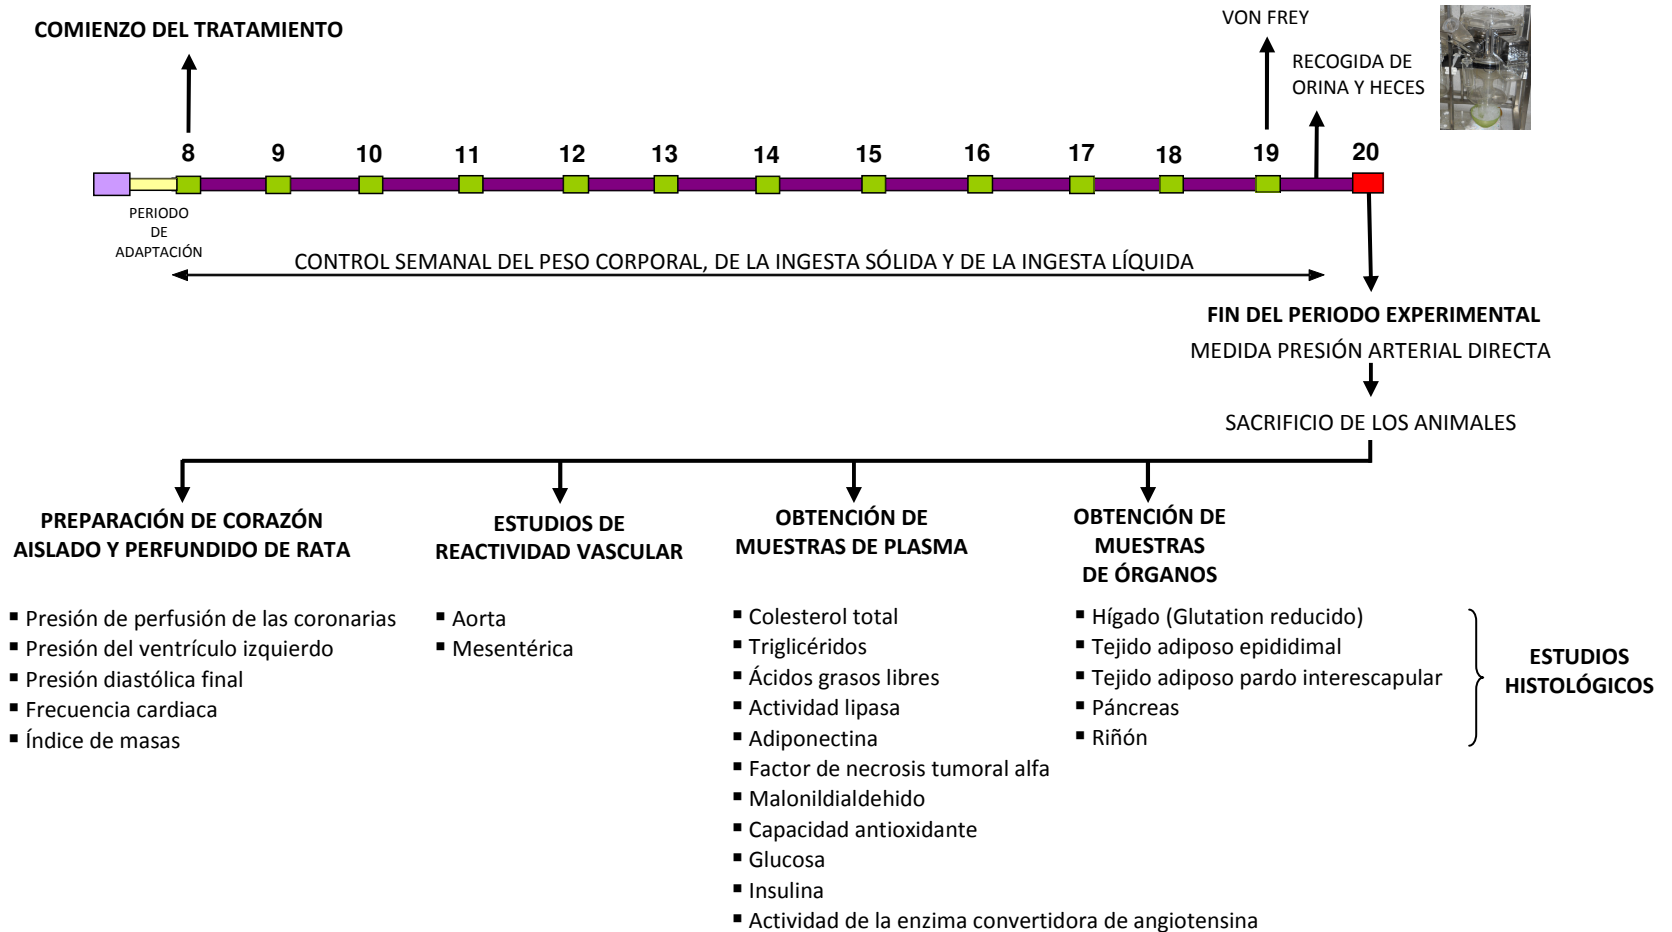 COMIENZO DEL TRATAMIENTO
VON FREY
RECOGIDA DE
ORINA Y HECES
8 9 10 11 12 13 14 15 16 17 18 19 20
PERIODO
DE
ADAPTACIÓN
CONTROL SEMANAL DEL PESO CORPORAL, DE LA INGESTA SÓLIDA Y DE LA INGESTA LÍQUIDA
FIN DEL PERIODO EXPERIMENTAL
MEDIDA PRESIÓN ARTERIAL DIRECTA
SACRIFICIO DE LOS ANIMALES
PREPARACIÓN DE CORAZÓN
AISLADO Y PERFUNDIDO DE RATA
▪ Presión de perfusión de las coronarias
▪ Presión del ventrículo izquierdo
▪ Presión diastólica final
▪ Frecuencia cardiaca
▪ Índice de masas
ESTUDIOS DE
REACTIVIDAD VASCULAR
▪ Aorta
▪ Mesentérica
OBTENCIÓN DE
MUESTRAS DE PLASMA
▪ Colesterol total
▪ Triglicéridos
▪ Ácidos grasos libres
▪ Actividad lipasa
▪ Adiponectina
▪ Factor de necrosis tumoral alfa
▪ Malonildialdehido
▪ Capacidad antioxidante
▪ Glucosa
▪ Insulina
▪ Actividad de la enzima convertidora de angiotensina
OBTENCIÓN DE
MUESTRAS
DE ÓRGANOS
▪ Hígado (Glutation reducido)
▪ Tejido adiposo epididimal
▪ Tejido adiposo pardo interescapular
▪ Páncreas
▪ Riñón
ESTUDIOS
HISTOLÓGICOS